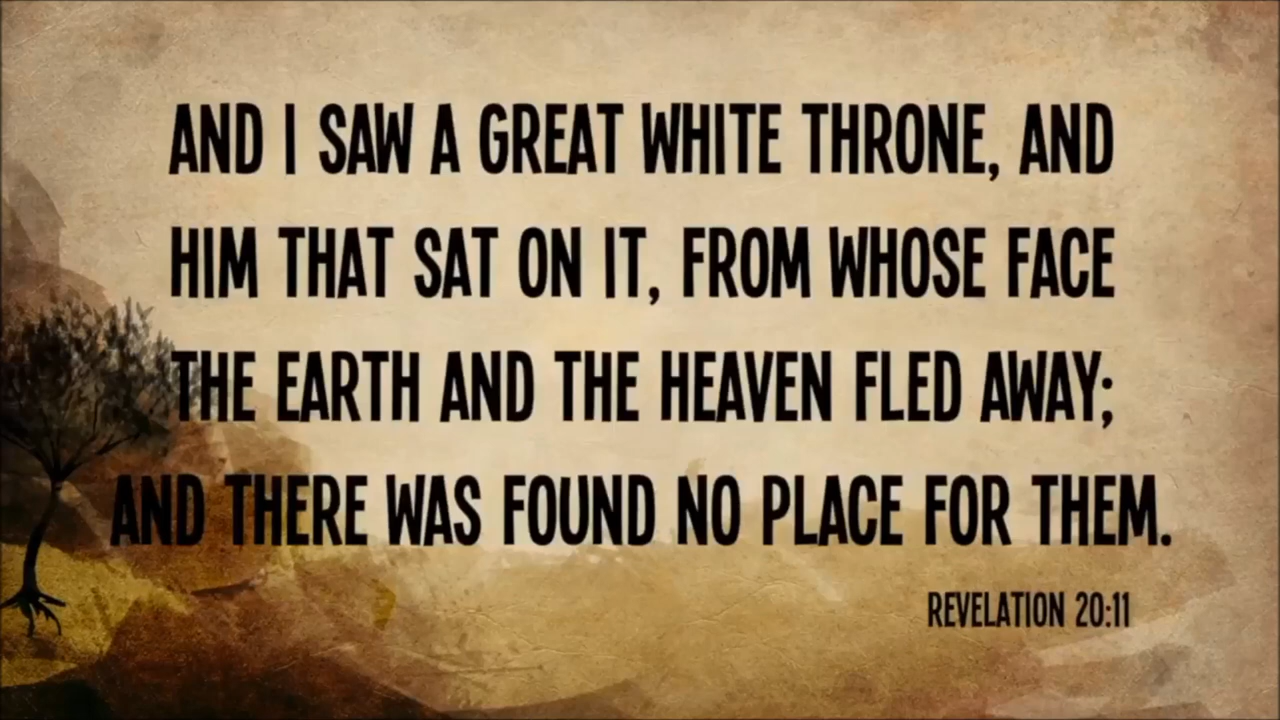 AND I SAW A GREAT WHITE THRONE, AND
HIM THAT SAT ON IT, FROM WHOSE FACE
THE EARTH AND THE HEAVEN FLED AWAY;
AND THERE WAS FOUND NO PLACE FOR THEM.
REVELATION 20:11